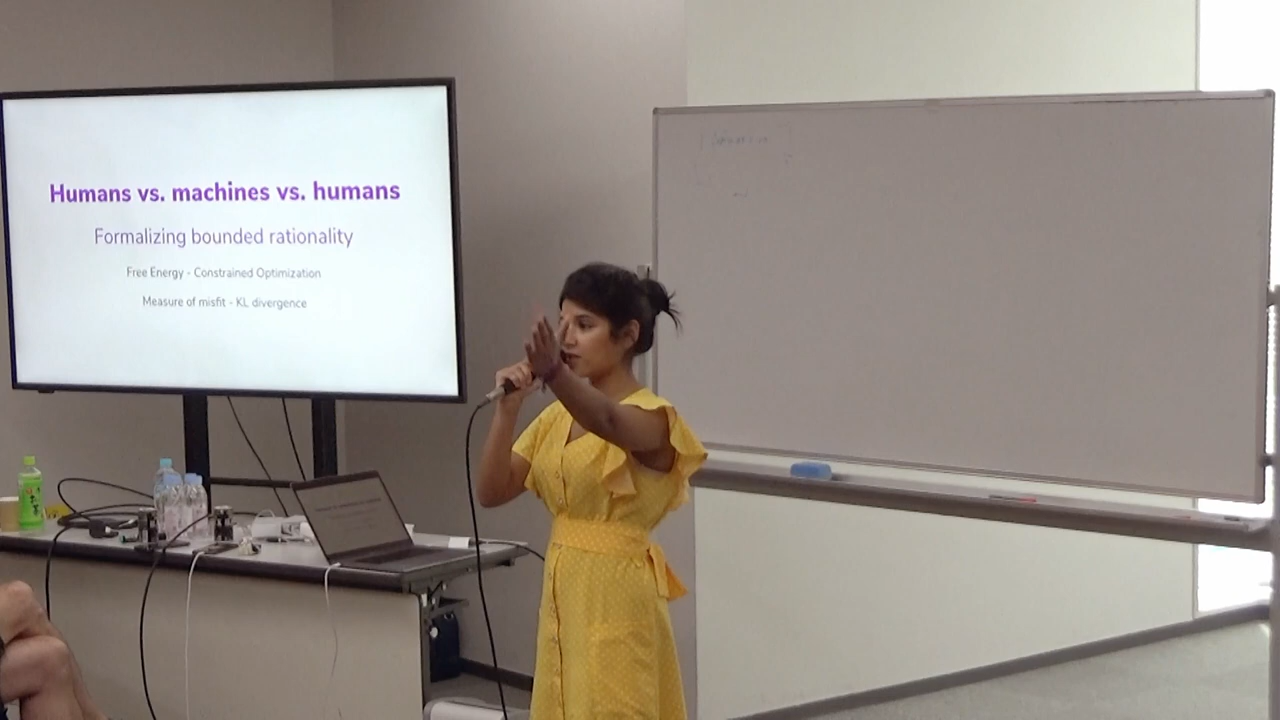 Humans vs. machines vs. humans
Formalizing bounded rationality
Free Energy - Constrained Optimization
Measure of misfit - KL divergence